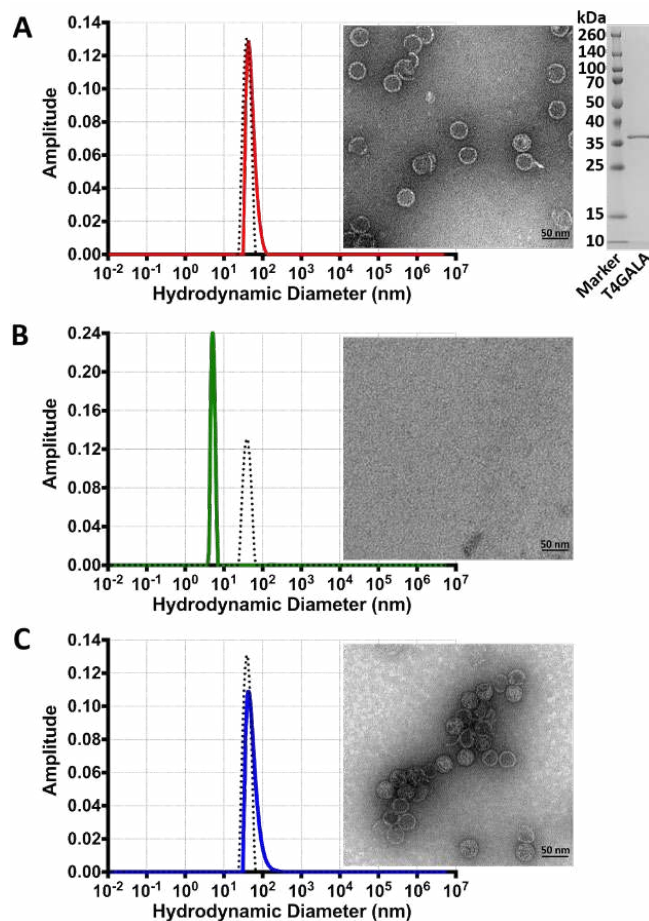 A
Amplitude
0.14
0.12
0.10
0.08
0.06
0.04
0.02
0.00
10⁻² 10⁻¹ 10⁰ 10¹ 10² 10³ 10⁴ 10⁵ 10⁶ 10⁷
Hydrodynamic Diameter (nm)
50 nm
kDa
260
140
100
70
50
40
35
25
15
10
Marker
T4GALA
B
Amplitude
0.24
0.20
0.16
0.12
0.08
0.04
0.00
10⁻² 10⁻¹ 10⁰ 10¹ 10² 10³ 10⁴ 10⁵ 10⁶ 10⁷
Hydrodynamic Diameter (nm)
50 nm
C
Amplitude
0.14
0.12
0.10
0.08
0.06
0.04
0.02
0.00
10⁻² 10⁻¹ 10⁰ 10¹ 10² 10³ 10⁴ 10⁵ 10⁶ 10⁷
Hydrodynamic Diameter (nm)
50 nm